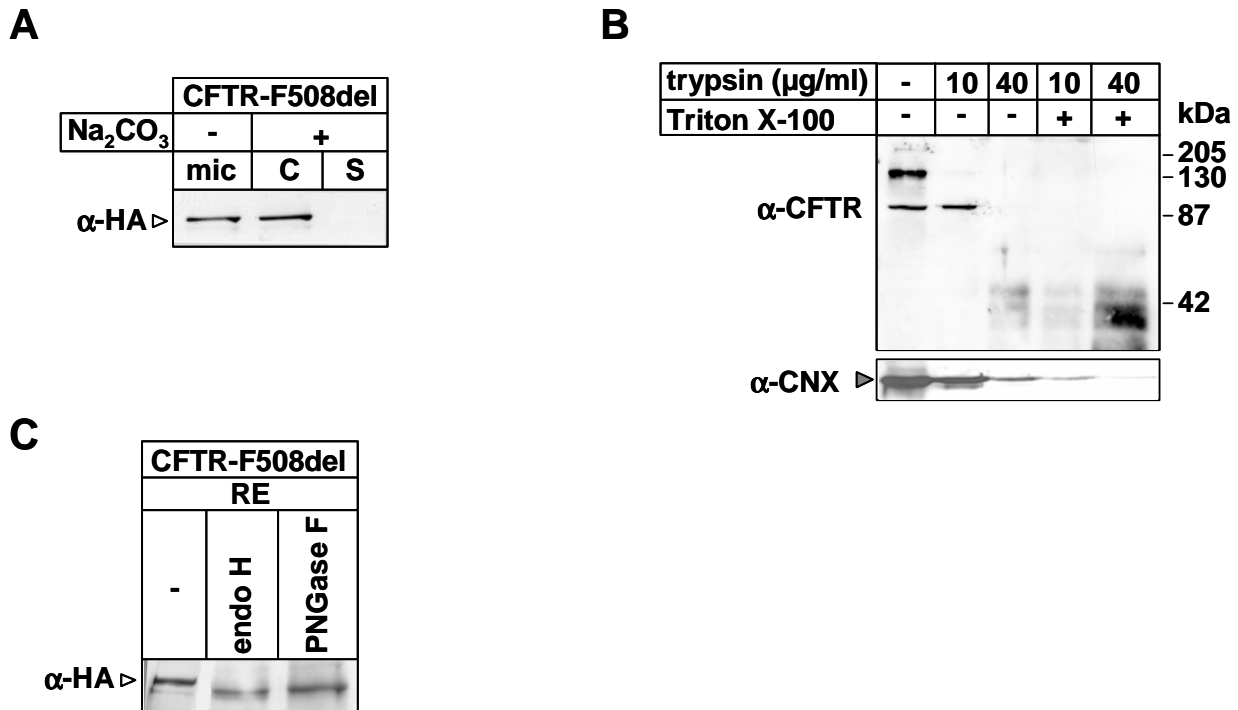 A
CFTR-F508del
Na₂CO₃ - +
mic C S
α-HA
B
trypsin (µg/ml) - 10 40 10 40
Triton X-100 - - - + +
kDa
205
130
α-CFTR
87
42
α-CNX
C
CFTR-F508del
RE
- endo H PNGase F
α-HA